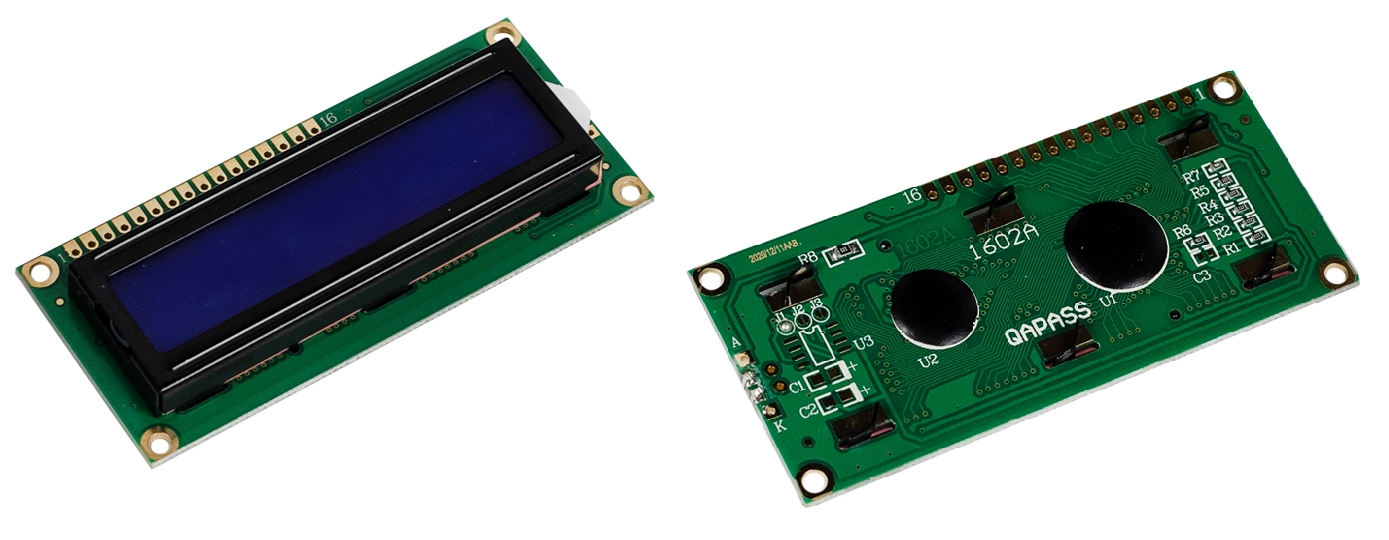 16
1
1
16
R7
R5
R4
R3
R2
R1
R6
C3
1602A
1602A
R8
J1 J2 J3
U1
QAPASS
U2
U3
A
C1 +
C2 +
K